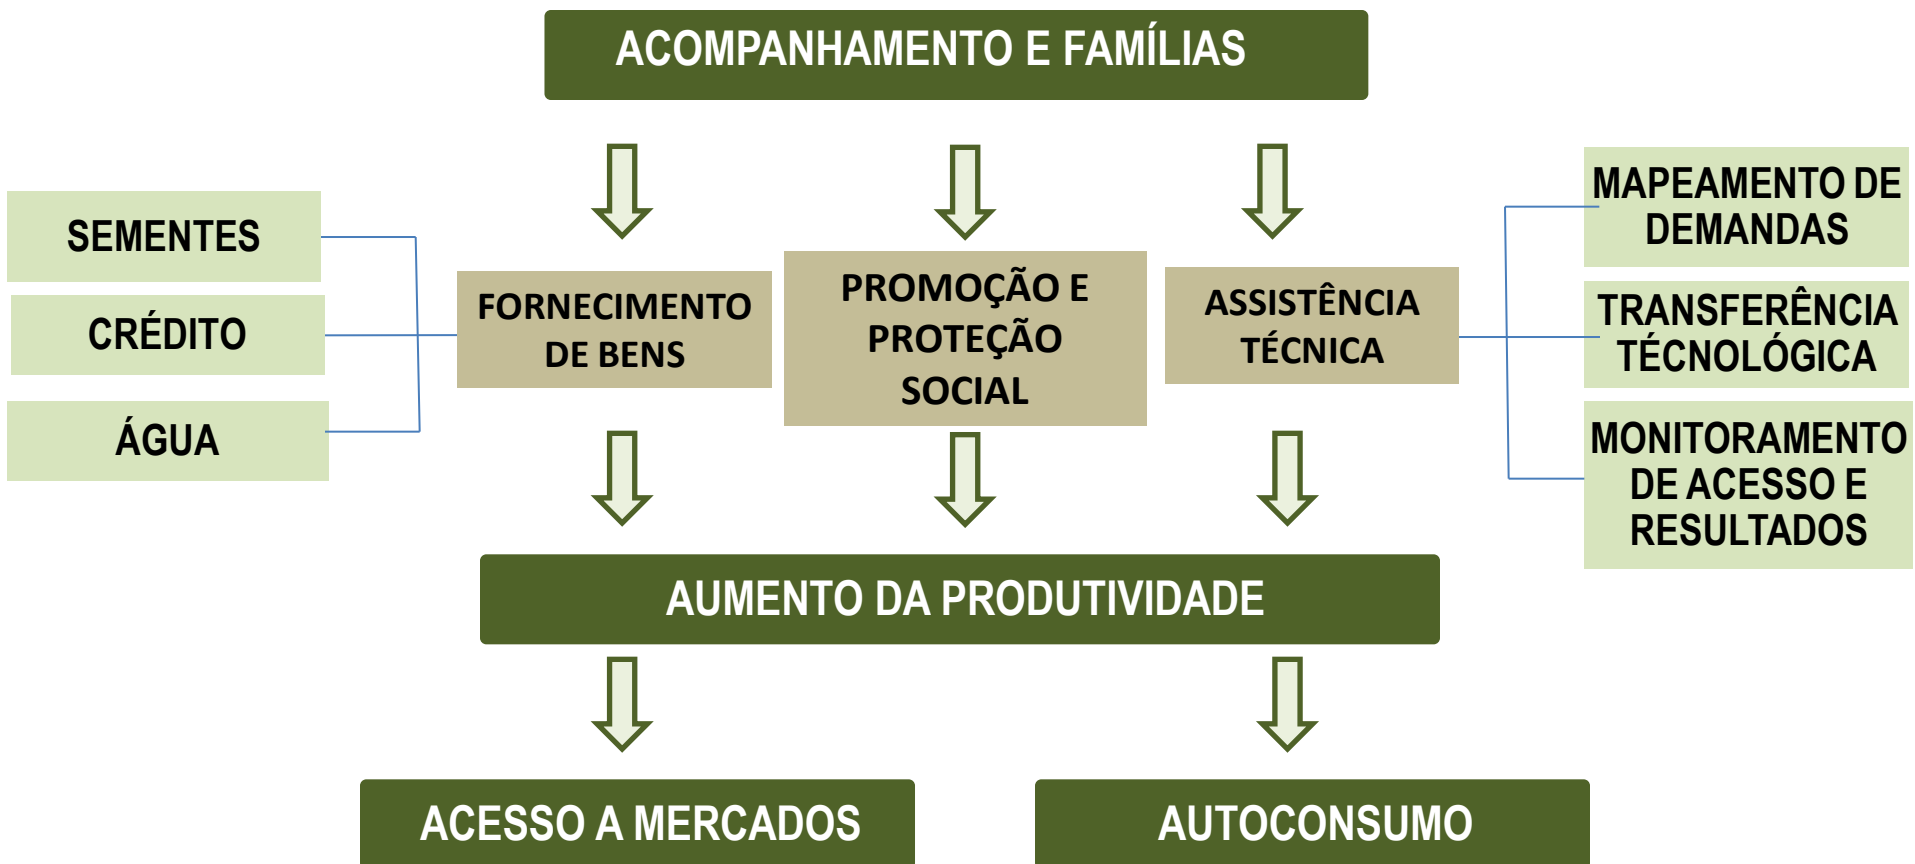 ACOMPANHAMENTO E FAMÍLIAS
SEMENTES
CRÉDITO
ÁGUA
FORNECIMENTO
DE BENS
PROMOÇÃO E
PROTEÇÃO
SOCIAL
ASSISTÊNCIA
TÉCNICA
MAPEAMENTO DE
DEMANDAS
TRANSFERÊNCIA
TÉCNOLÓGICA
MONITORAMENTO
DE ACESSO E
RESULTADOS
AUMENTO DA PRODUTIVIDADE
ACESSO A MERCADOS
AUTOCONSUMO